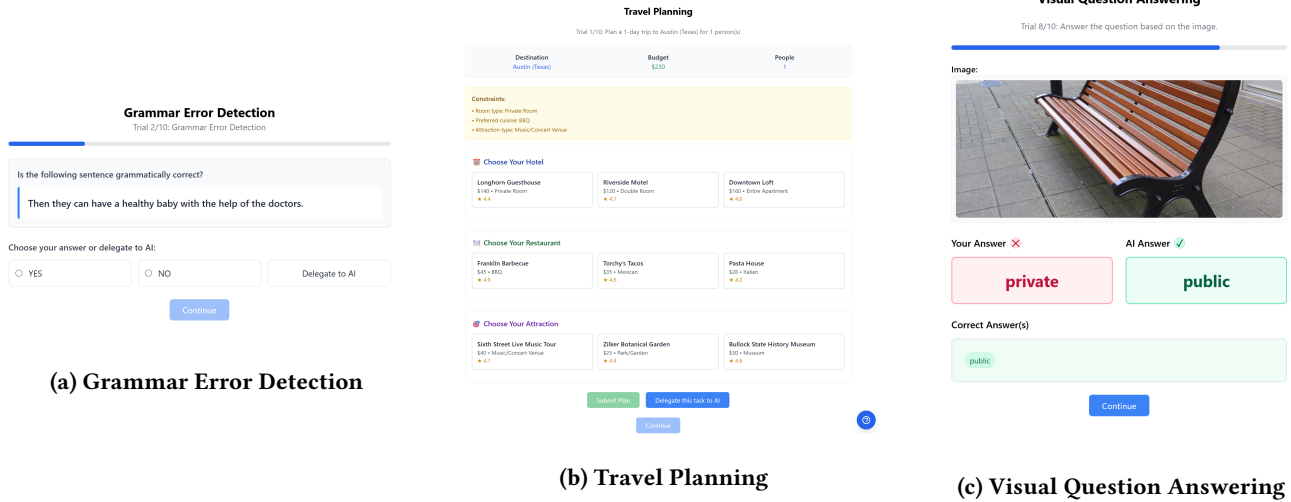 Grammar Error Detection
Trial 2/10: Grammar Error Detection
Is the following sentence grammatically correct?
Then they can have a healthy baby with the help of the doctors.
Choose your answer or delegate to AI:
YES
NO
Delegate to AI
Continue
(a) Grammar Error Detection
Travel Planning
Trial 1/10: Plan a 1-day trip to Austin (Texas) for 1 person(s)
Destination
Austin (Texas)
Budget
$230
People
1
Constraints:
• Room type: Private Room
• Preferred cuisine: BBQ
• Attraction type: Music/Concert Venue
Choose Your Hotel
Longhorn Guesthouse
$140 • Private Room
★ 4.4
Riverside Motel
$120 • Double Room
★ 4.1
Downtown Loft
$160 • Entire Apartment
★ 4.8
Choose Your Restaurant
Franklin Barbecue
$45 • BBQ
★ 4.9
Torchy's Tacos
$35 • Mexican
★ 4.6
Pasta House
$28 • Italian
★ 4.2
Choose Your Attraction
Sixth Street Live Music Tour
$40 • Music/Concert Venue
★ 4.7
Zilker Botanical Garden
$25 • Park/Garden
★ 4.8
Bullock State History Museum
$30 • Museum
★ 4.6
Submit Plan
Delegate this task to AI
Continue
(b) Travel Planning
Visual Question Answering
Trial 8/10: Answer the question based on the image.
Image:
Your Answer
AI Answer
private
public
Correct Answer(s)
public
Continue
(c) Visual Question Answering